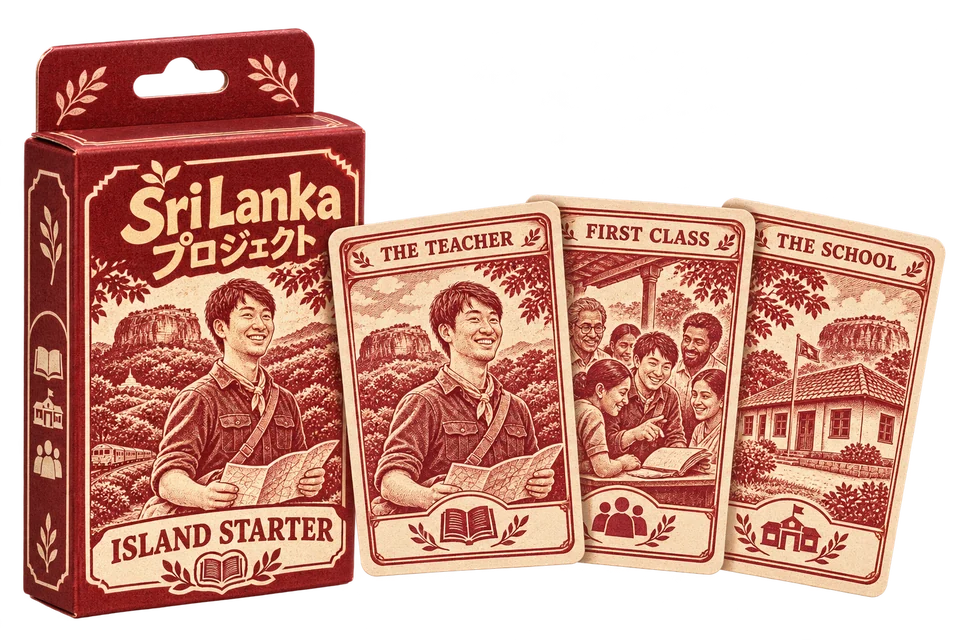 SriLanka
プロジェクト
ISLAND STARTER
THE TEACHER
FIRST CLASS
THE SCHOOL